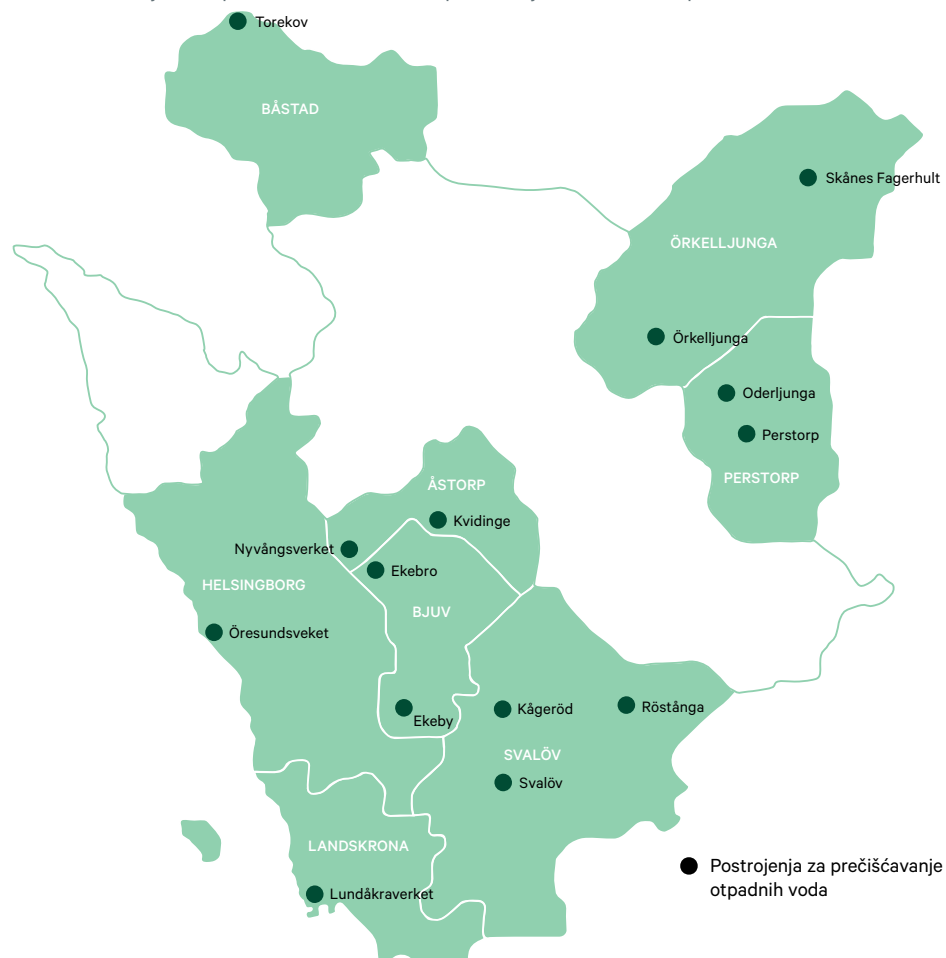 Torekov
BÅSTAD
Skånes Fagerhult
ÖRKELLJUNGA
Örkelljunga
Oderljunga
Perstorp
PERSTORP
ÅSTORP
Kvidinge
Nyvångsverket
Ekebro
HELSINGBORG
BJUV
Öresundsveket
Ekeby
Kågeröd
Röstånga
SVALÖV
Svalöv
LANDSKRONA
Lundåkraverket
Postrojenja za prečišćavanje
otpadnih voda